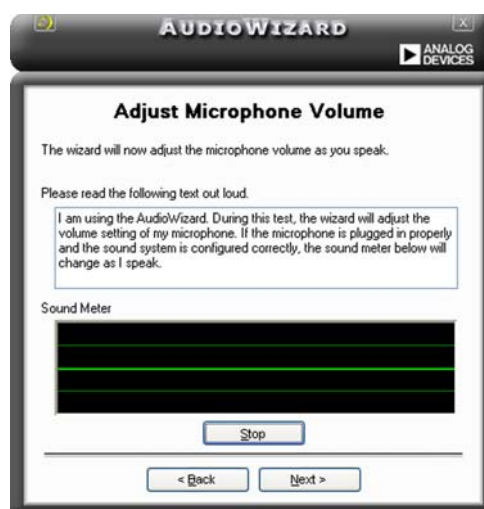 AUDIOWIZARD
X
ANALOG
DEVICES
Adjust Microphone Volume
The wizard will now adjust the microphone volume as you speak.
Please read the following text out loud.
I am using the AudioWizard. During this test, the wizard will adjust the
volume setting of my microphone. If the microphone is plugged in properly
and the sound system is configured correctly, the sound meter below will
change as I speak.
Sound Meter
Stop
< Back Next >